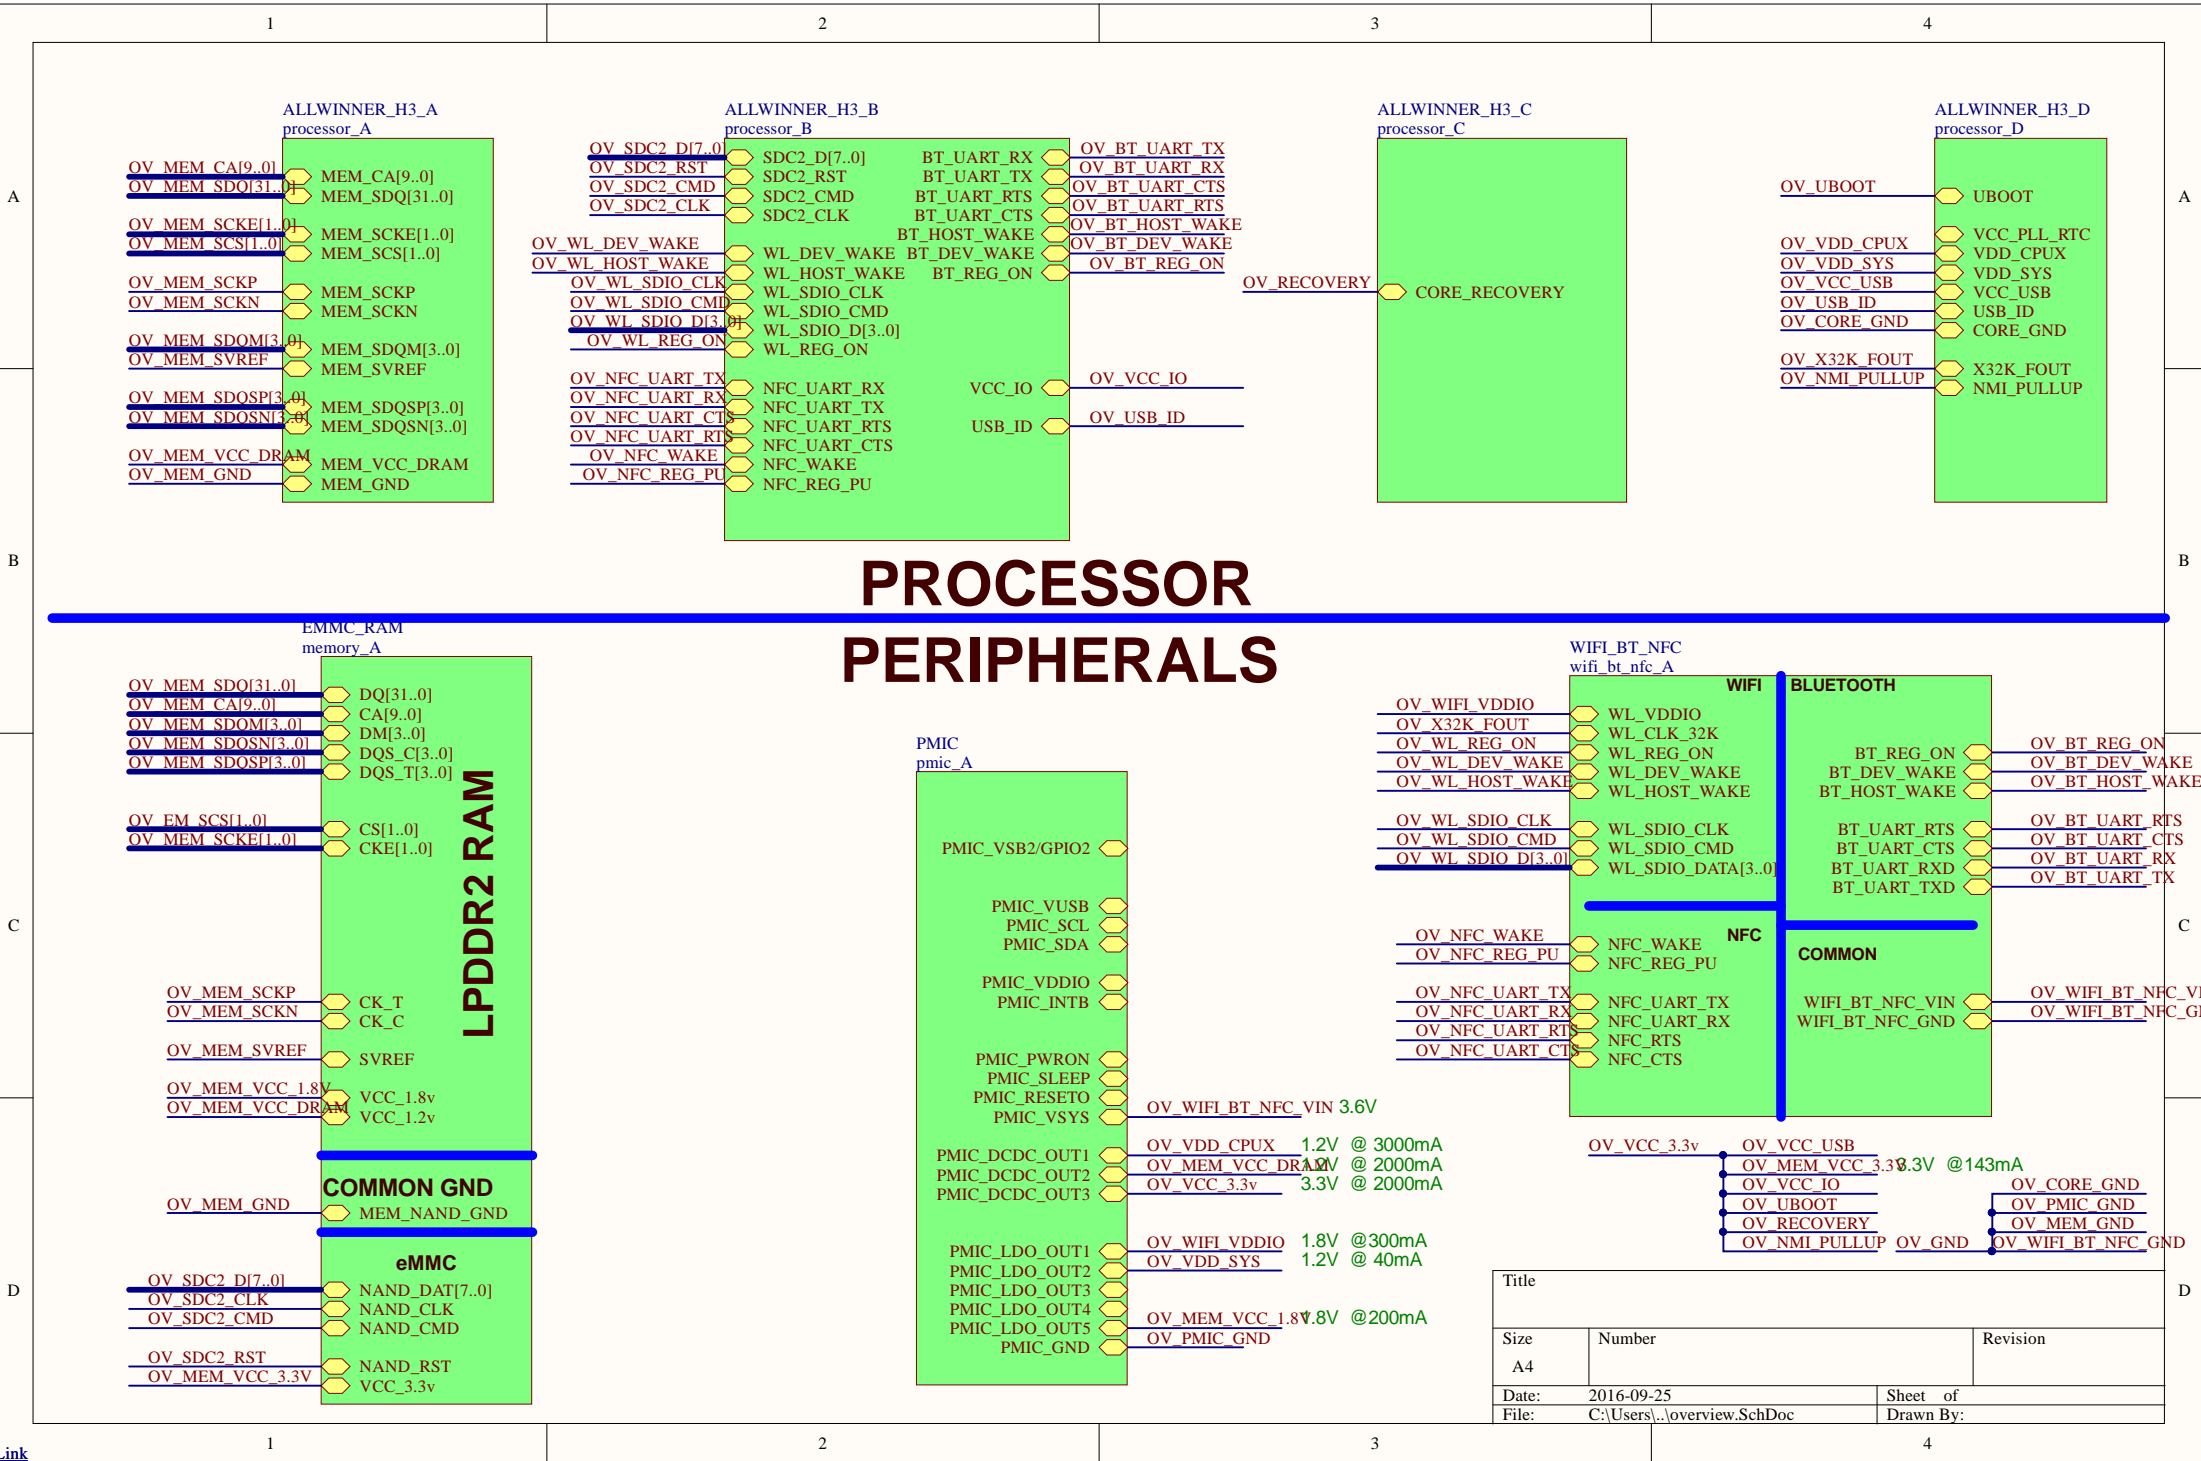 1 2 3 4
ALLWINNER_H3_A
processor_A
OV_MEM_CA[9..0] MEM_CA[9..0]
OV_MEM_SDQ[31..0] MEM_SDQ[31..0]
OV_MEM_SCKE[1..0] MEM_SCKE[1..0]
OV_MEM_SCS[1..0] MEM_SCS[1..0]
OV_MEM_SCKP MEM_SCKP
OV_MEM_SCKN MEM_SCKN
OV_MEM_SDQM[3..0] MEM_SDQM[3..0]
OV_MEM_SVREF MEM_SVREF
OV_MEM_SDQSP[3..0] MEM_SDQSP[3..0]
OV_MEM_SDQSN[3..0] MEM_SDQSN[3..0]
OV_MEM_VCC_DRAM MEM_VCC_DRAM
OV_MEM_GND MEM_GND
ALLWINNER_H3_B
processor_B
OV_SDC2_D[7..0] SDC2_D[7..0] BT_UART_RX OV_BT_UART_TX
OV_SDC2_RST SDC2_RST BT_UART_TX OV_BT_UART_RX
OV_SDC2_CMD SDC2_CMD BT_UART_RTS OV_BT_UART_CTS
OV_SDC2_CLK SDC2_CLK BT_UART_CTS OV_BT_UART_RTS
BT_HOST_WAKE OV_BT_HOST_WAKE
OV_WL_DEV_WAKE WL_DEV_WAKE BT_DEV_WAKE OV_BT_DEV_WAKE
OV_WL_HOST_WAKE WL_HOST_WAKE BT_REG_ON OV_BT_REG_ON
OV_WL_SDIO_CLK WL_SDIO_CLK
OV_WL_SDIO_CMD WL_SDIO_CMD
OV_WL_SDIO_D[3..0] WL_SDIO_D[3..0]
OV_WL_REG_ON WL_REG_ON
OV_NFC_UART_TX NFC_UART_RX VCC_IO OV_VCC_IO
OV_NFC_UART_RX NFC_UART_TX
OV_NFC_UART_CTS NFC_UART_RTS USB_ID OV_USB_ID
OV_NFC_UART_RTS NFC_UART_CTS
OV_NFC_WAKE NFC_WAKE
OV_NFC_REG_PU NFC_REG_PU
ALLWINNER_H3_C
processor_C
OV_RECOVERY CORE_RECOVERY
ALLWINNER_H3_D
processor_D
OV_UBOOT UBOOT
VCC_PLL_RTC
OV_VDD_CPUX VDD_CPUX
OV_VDD_SYS VDD_SYS
OV_VCC_USB VCC_USB
OV_USB_ID USB_ID
OV_CORE_GND CORE_GND
OV_X32K_FOUT X32K_FOUT
OV_NMI_PULLUP NMI_PULLUP
A A
B B
PROCESSOR
PERIPHERALS
EMMC_RAM
memory_A
OV_MEM_SDQ[31..0] DQ[31..0]
OV_MEM_CA[9..0] CA[9..0]
OV_MEM_SDQM[3..0] DM[3..0]
OV_MEM_SDQSN[3..0] DQS_C[3..0]
OV_MEM_SDQSP[3..0] DQS_T[3..0]
OV_EM_SCS[1..0] CS[1..0]
OV_MEM_SCKE[1..0] CKE[1..0]
LPDDR2 RAM
OV_MEM_SCKP CK_T
OV_MEM_SCKN CK_C
OV_MEM_SVREF SVREF
OV_MEM_VCC_1.8V VCC_1.8v
OV_MEM_VCC_DRAM VCC_1.2v
COMMON GND
OV_MEM_GND MEM_NAND_GND
eMMC
OV_SDC2_D[7..0] NAND_DAT[7..0]
OV_SDC2_CLK NAND_CLK
OV_SDC2_CMD NAND_CMD
OV_SDC2_RST NAND_RST
OV_MEM_VCC_3.3V VCC_3.3v
PMIC
pmic_A
PMIC_VSB2/GPIO2
PMIC_VUSB
PMIC_SCL
PMIC_SDA
PMIC_VDDIO
PMIC_INTB
PMIC_PWRON
PMIC_SLEEP
PMIC_RESETO
PMIC_VSYS OV_WIFI_BT_NFC_VIN 3.6V
PMIC_DCDC_OUT1 OV_VDD_CPUX 1.2V @ 3000mA
PMIC_DCDC_OUT2 OV_MEM_VCC_DRAM 1.2V @ 2000mA
PMIC_DCDC_OUT3 OV_VCC_3.3v 3.3V @ 2000mA
PMIC_LDO_OUT1 OV_WIFI_VDDIO 1.8V @300mA
PMIC_LDO_OUT2 OV_VDD_SYS 1.2V @ 40mA
PMIC_LDO_OUT3
PMIC_LDO_OUT4
PMIC_LDO_OUT5 OV_MEM_VCC_1.8V 1.8V @200mA
PMIC_GND OV_PMIC_GND
WIFI_BT_NFC
wifi_bt_nfc_A
WIFI BLUETOOTH
OV_WIFI_VDDIO WL_VDDIO
OV_X32K_FOUT WL_CLK_32K
OV_WL_REG_ON WL_REG_ON BT_REG_ON OV_BT_REG_ON
OV_WL_DEV_WAKE WL_DEV_WAKE BT_DEV_WAKE OV_BT_DEV_WAKE
OV_WL_HOST_WAKE WL_HOST_WAKE BT_HOST_WAKE OV_BT_HOST_WAKE
OV_WL_SDIO_CLK WL_SDIO_CLK BT_UART_RTS OV_BT_UART_RTS
OV_WL_SDIO_CMD WL_SDIO_CMD BT_UART_CTS OV_BT_UART_CTS
OV_WL_SDIO_D[3..0] WL_SDIO_DATA[3..0] BT_UART_RXD OV_BT_UART_RX
BT_UART_TXD OV_BT_UART_TX
NFC COMMON
OV_NFC_WAKE NFC_WAKE
OV_NFC_REG_PU NFC_REG_PU
OV_NFC_UART_TX NFC_UART_TX WIFI_BT_NFC_VIN OV_WIFI_BT_NFC_VI
OV_NFC_UART_RX NFC_UART_RX WIFI_BT_NFC_GND OV_WIFI_BT_NFC_G
OV_NFC_UART_RTS NFC_RTS
OV_NFC_UART_CTS NFC_CTS
OV_VCC_3.3v OV_VCC_USB
OV_MEM_VCC_3.3V 3.3V @143mA
OV_VCC_IO OV_CORE_GND
OV_UBOOT OV_PMIC_GND
OV_RECOVERY OV_MEM_GND
OV_NMI_PULLUP OV_GND OV_WIFI_BT_NFC_GND
C C
D D
Title
Size Number Revision
A4
Date: 2016-09-25 Sheet of
File: C:\Users\..\overview.SchDoc Drawn By:
1 2 3 4
Link